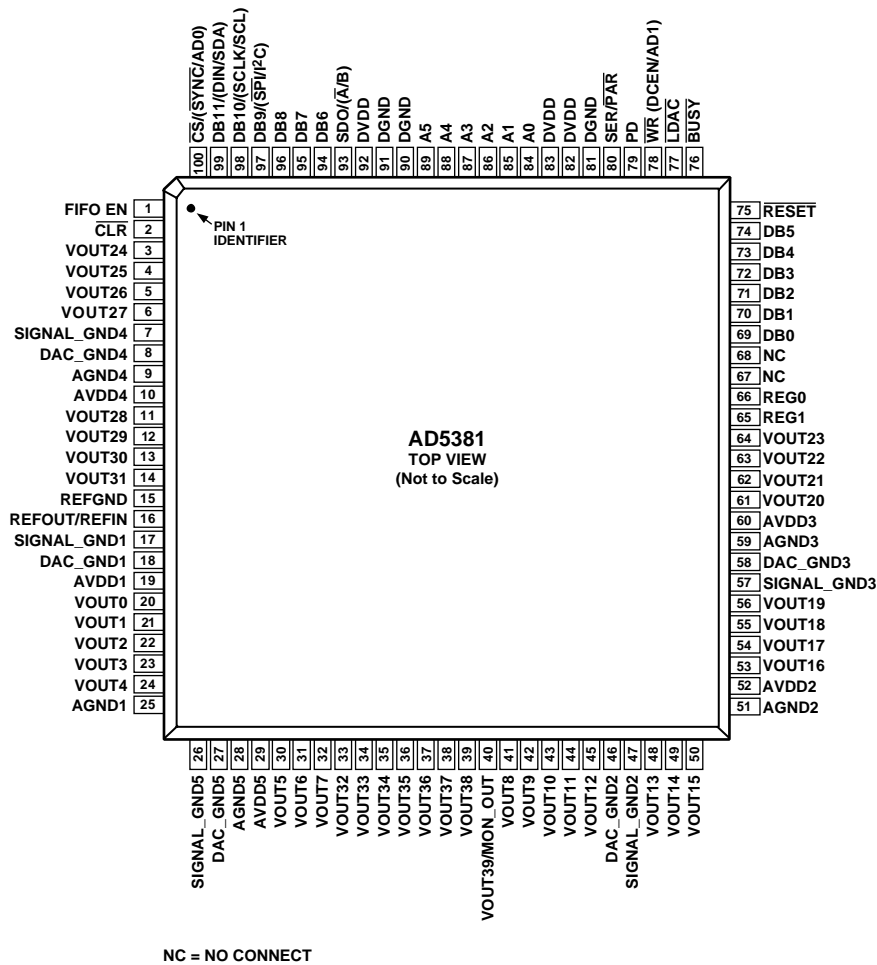 CS/(SYNC/AD0) 100
DB11/(DIN/SDA) 99
DB10/(SCLK/SCL) 98
DB9/(SPI/I²C) 97
DB8 96
DB7 95
DB6 94
SDO/(A/B) 93
DVDD 92
DGND 91
DGND 90
A5 89
A4 88
A3 87
A2 86
A1 85
A0 84
DVDD 83
DVDD 82
DGND 81
SER/PAR 80
PD 79
WR (DCEN/AD1) 78
LDAC 77
BUSY 76
FIFO EN 1
CLR 2
VOUT24 3
VOUT25 4
VOUT26 5
VOUT27 6
SIGNAL_GND4 7
DAC_GND4 8
AGND4 9
AVDD4 10
VOUT28 11
VOUT29 12
VOUT30 13
VOUT31 14
REFGND 15
REFOUT/REFIN 16
SIGNAL_GND1 17
DAC_GND1 18
AVDD1 19
VOUT0 20
VOUT1 21
VOUT2 22
VOUT3 23
VOUT4 24
AGND1 25
PIN 1
IDENTIFIER
AD5381
TOP VIEW
(Not to Scale)
75 RESET
74 DB5
73 DB4
72 DB3
71 DB2
70 DB1
69 DB0
68 NC
67 NC
66 REG0
65 REG1
64 VOUT23
63 VOUT22
62 VOUT21
61 VOUT20
60 AVDD3
59 AGND3
58 DAC_GND3
57 SIGNAL_GND3
56 VOUT19
55 VOUT18
54 VOUT17
53 VOUT16
52 AVDD2
51 AGND2
SIGNAL_GND5 26
DAC_GND5 27
AGND5 28
AVDD5 29
VOUT5 30
VOUT6 31
VOUT7 32
VOUT32 33
VOUT33 34
VOUT34 35
VOUT35 36
VOUT36 37
VOUT37 38
VOUT38 39
VOUT39/MON_OUT 40
VOUT8 41
VOUT9 42
VOUT10 43
VOUT11 44
VOUT12 45
DAC_GND2 46
SIGNAL_GND2 47
VOUT13 48
VOUT14 49
VOUT15 50
NC = NO CONNECT